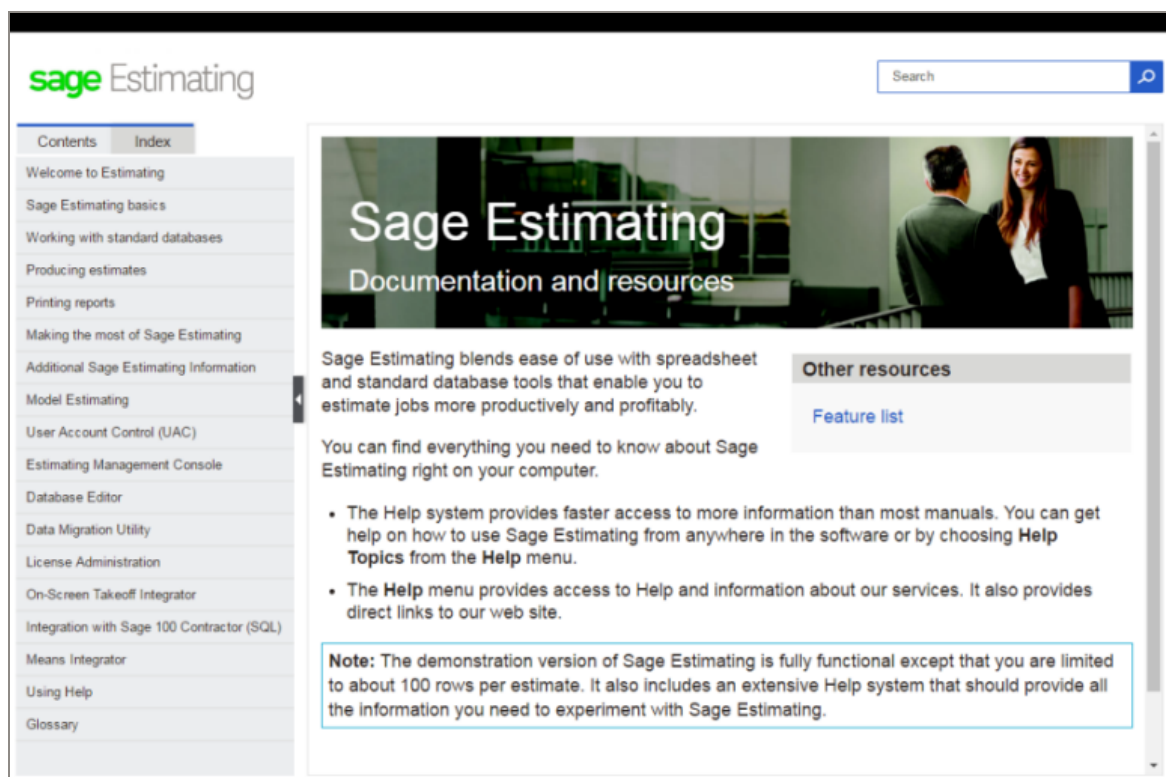 sage Estimating
Search
Contents Index
Welcome to Estimating
Sage Estimating basics
Working with standard databases
Producing estimates
Printing reports
Making the most of Sage Estimating
Additional Sage Estimating Information
Model Estimating
User Account Control (UAC)
Estimating Management Console
Database Editor
Data Migration Utility
License Administration
On-Screen Takeoff Integrator
Integration with Sage 100 Contractor (SQL)
Means Integrator
Using Help
Glossary
Sage Estimating
Documentation and resources
Sage Estimating blends ease of use with spreadsheet
and standard database tools that enable you to
estimate jobs more productively and profitably.
You can find everything you need to know about Sage
Estimating right on your computer.
Other resources
Feature list
• The Help system provides faster access to more information than most manuals. You can get
help on how to use Sage Estimating from anywhere in the software or by choosing Help
Topics from the Help menu.
• The Help menu provides access to Help and information about our services. It also provides
direct links to our web site.
Note: The demonstration version of Sage Estimating is fully functional except that you are limited
to about 100 rows per estimate. It also includes an extensive Help system that should provide all
the information you need to experiment with Sage Estimating.